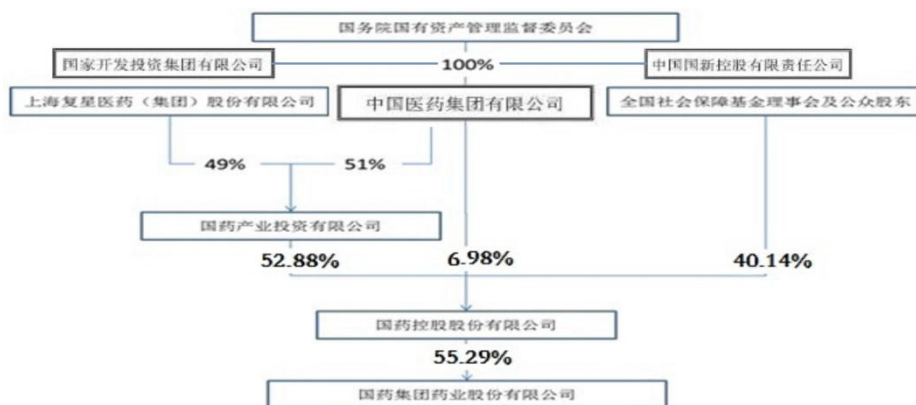 国务院国有资产管理监督委员会
国家开发投资集团有限公司
100%
中国国新控股有限责任公司
上海复星医药（集团）股份有限公司
中国医药集团有限公司
全国社会保障基金理事会及公众股东
49%
51%
国药产业投资有限公司
52.88%
6.98%
40.14%
国药控股股份有限公司
55.29%
国药集团药业股份有限公司